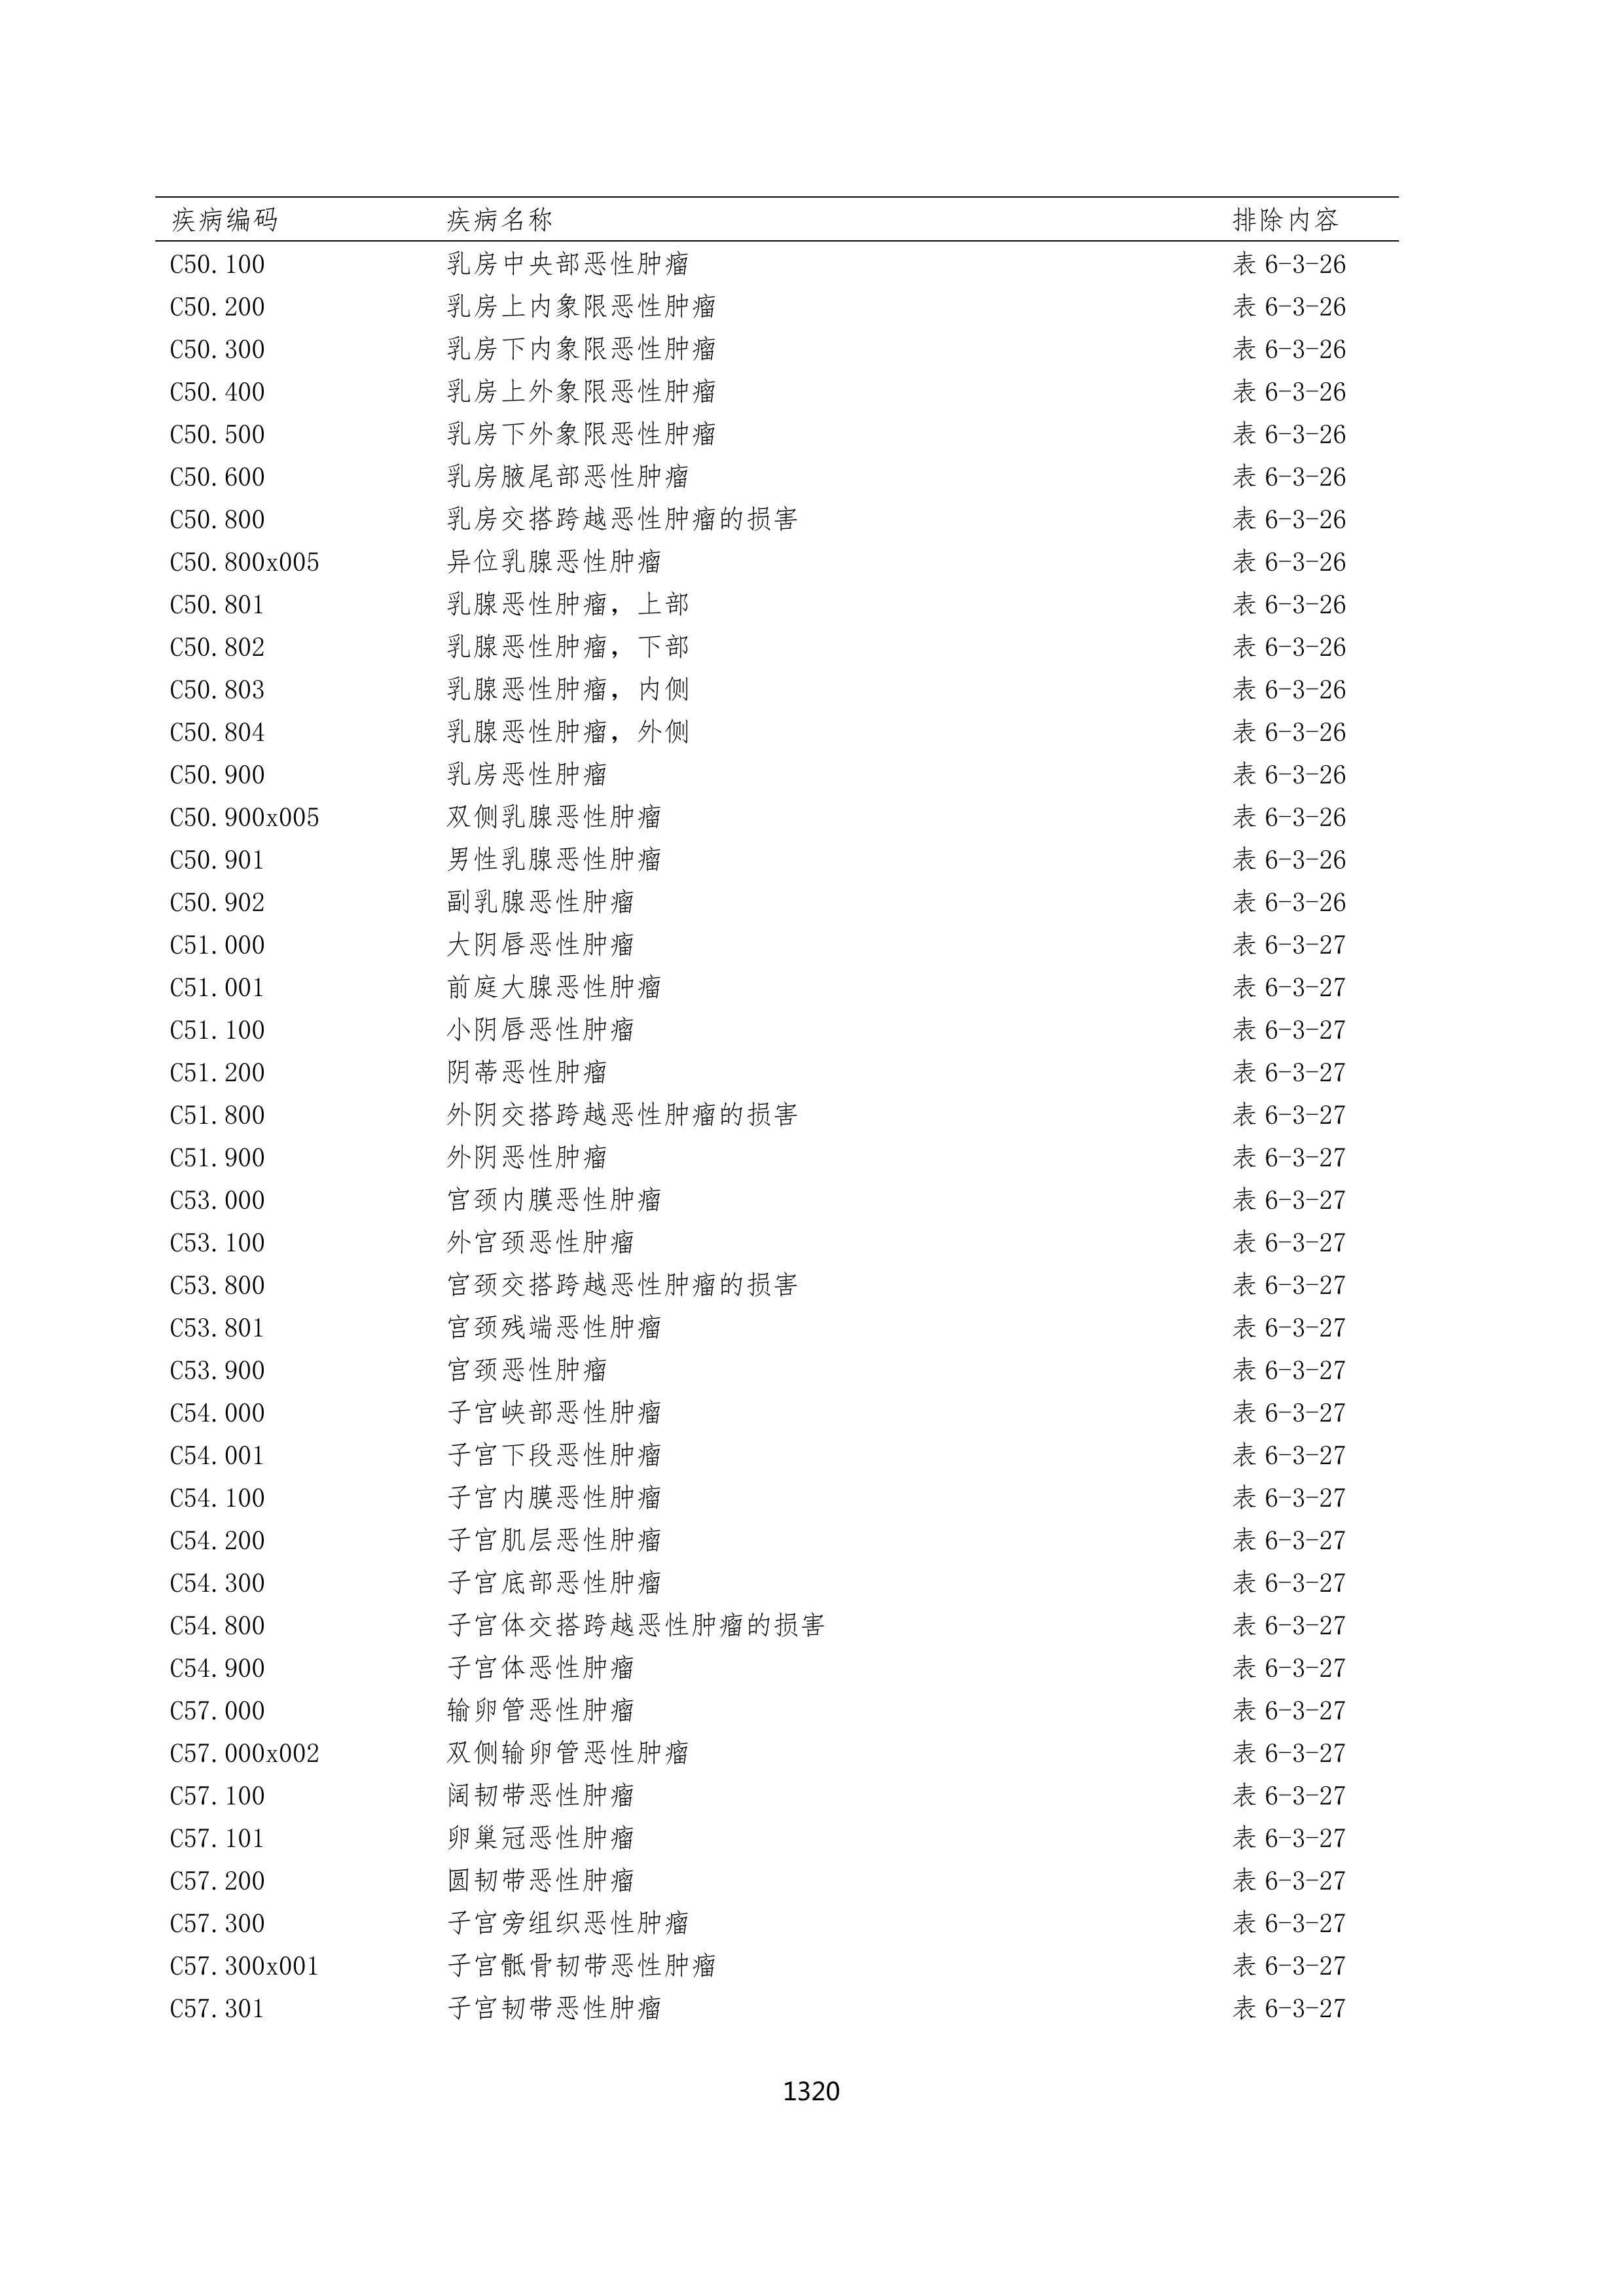 疾病编码 疾病名称 排除内容
C50.100 乳房中央部恶性肿瘤 表 6-3-26
C50.200 乳房上内象限恶性肿瘤 表 6-3-26
C50.300 乳房下内象限恶性肿瘤 表 6-3-26
C50.400 乳房上外象限恶性肿瘤 表 6-3-26
C50.500 乳房下外象限恶性肿瘤 表 6-3-26
C50.600 乳房腋尾部恶性肿瘤 表 6-3-26
C50.800 乳房交搭跨越恶性肿瘤的损害 表 6-3-26
C50.800x005 异位乳腺恶性肿瘤 表 6-3-26
C50.801 乳腺恶性肿瘤，上部 表 6-3-26
C50.802 乳腺恶性肿瘤，下部 表 6-3-26
C50.803 乳腺恶性肿瘤，内侧 表 6-3-26
C50.804 乳腺恶性肿瘤，外侧 表 6-3-26
C50.900 乳房恶性肿瘤 表 6-3-26
C50.900x005 双侧乳腺恶性肿瘤 表 6-3-26
C50.901 男性乳腺恶性肿瘤 表 6-3-26
C50.902 副乳腺恶性肿瘤 表 6-3-26
C51.000 大阴唇恶性肿瘤 表 6-3-27
C51.001 前庭大腺恶性肿瘤 表 6-3-27
C51.100 小阴唇恶性肿瘤 表 6-3-27
C51.200 阴蒂恶性肿瘤 表 6-3-27
C51.800 外阴交搭跨越恶性肿瘤的损害 表 6-3-27
C51.900 外阴恶性肿瘤 表 6-3-27
C53.000 宫颈内膜恶性肿瘤 表 6-3-27
C53.100 外宫颈恶性肿瘤 表 6-3-27
C53.800 宫颈交搭跨越恶性肿瘤的损害 表 6-3-27
C53.801 宫颈残端恶性肿瘤 表 6-3-27
C53.900 宫颈恶性肿瘤 表 6-3-27
C54.000 子宫峡部恶性肿瘤 表 6-3-27
C54.001 子宫下段恶性肿瘤 表 6-3-27
C54.100 子宫内膜恶性肿瘤 表 6-3-27
C54.200 子宫肌层恶性肿瘤 表 6-3-27
C54.300 子宫底部恶性肿瘤 表 6-3-27
C54.800 子宫体交搭跨越恶性肿瘤的损害 表 6-3-27
C54.900 子宫体恶性肿瘤 表 6-3-27
C57.000 输卵管恶性肿瘤 表 6-3-27
C57.000x002 双侧输卵管恶性肿瘤 表 6-3-27
C57.100 阔韧带恶性肿瘤 表 6-3-27
C57.101 卵巢冠恶性肿瘤 表 6-3-27
C57.200 圆韧带恶性肿瘤 表 6-3-27
C57.300 子宫旁组织恶性肿瘤 表 6-3-27
C57.300x001 子宫骶骨韧带恶性肿瘤 表 6-3-27
C57.301 子宫韧带恶性肿瘤 表 6-3-27
1320